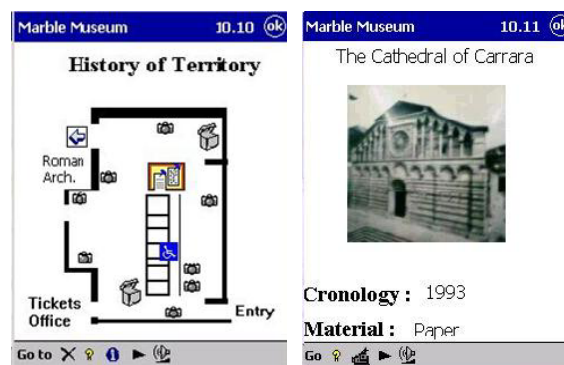 Marble Museum 10.10 ok
History of Territory
Roman
Arch.
Tickets
Office
Entry
Go to
Marble Museum 10.11 ok
The Cathedral of Carrara
Cronology : 1993
Material : Paper
Go